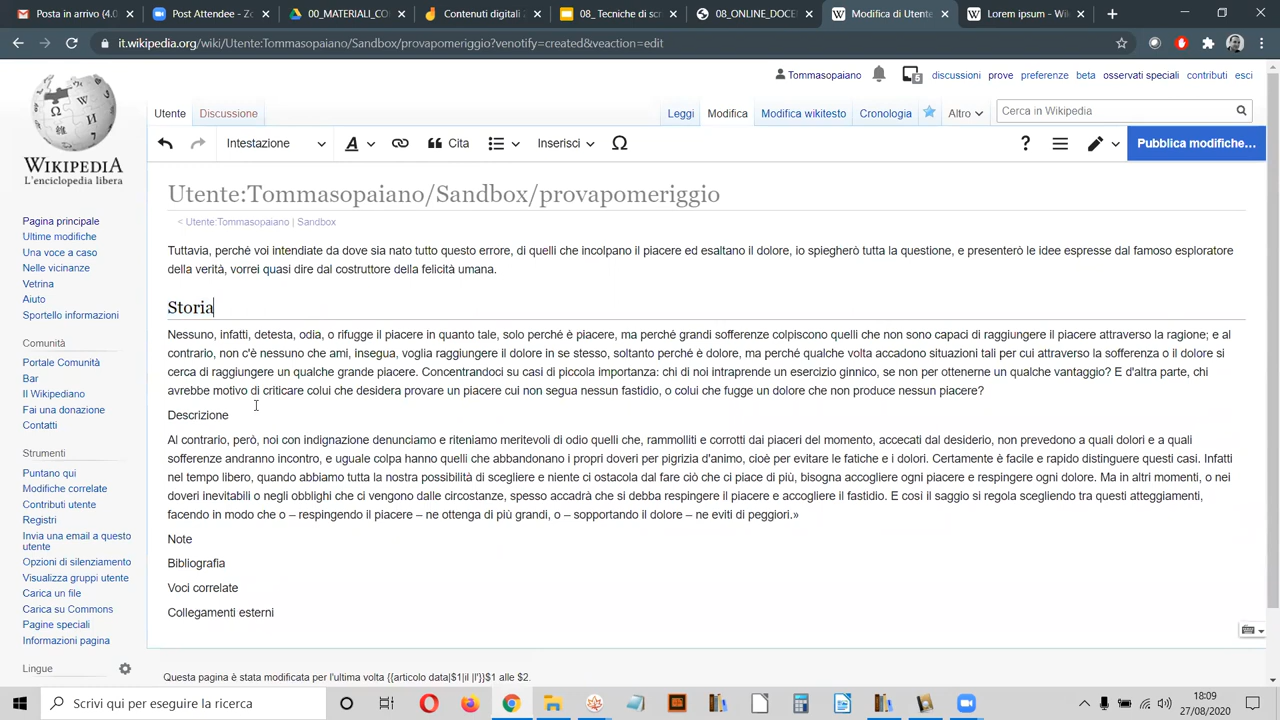 Posta in arrivo (4.0
Post Attendee - Zo
00_MATERIALI_CO
Contenuti digitali
08_ Tecniche di scr
08_ONLINE_DOCE
Modifica di Utente
Lorem ipsum - Wik
it.wikipedia.org/wiki/Utente:Tommasopaiano/Sandbox/provapomeriggio?venotify=created&veaction=edit
Tommasopaiano 5 discussioni prove preferenze beta osservati speciali contributi esci
Utente Discussione Leggi Modifica Modifica wikitesto Cronologia Altro Cerca in Wikipedia
Intestazione A Cita Inserisci Ω ? Pubblica modifiche...
WIKIPEDIA
L'enciclopedia libera
Pagina principale
Ultime modifiche
Una voce a caso
Nelle vicinanze
Vetrina
Aiuto
Sportello informazioni
Comunità
Portale Comunità
Bar
Il Wikipediano
Fai una donazione
Contatti
Strumenti
Puntano qui
Modifiche correlate
Contributi utente
Registri
Invia una email a questo
utente
Opzioni di silenziamento
Visualizza gruppi utente
Carica un file
Carica su Commons
Pagine speciali
Informazioni pagina
Lingue
Utente:Tommasopaiano/Sandbox/provapomeriggio
< Utente:Tommasopaiano | Sandbox
Tuttavia, perché voi intendiate da dove sia nato tutto questo errore, di quelli che incolpano il piacere ed esaltano il dolore, io spiegherò tutta la questione, e presenterò le idee espresse dal famoso esploratore
della verità, vorrei quasi dire dal costruttore della felicità umana.
Storia
Nessuno, infatti, detesta, odia, o rifugge il piacere in quanto tale, solo perché è piacere, ma perché grandi sofferenze colpiscono quelli che non sono capaci di raggiungere il piacere attraverso la ragione; e al
contrario, non c'è nessuno che ami, insegua, voglia raggiungere il dolore in se stesso, soltanto perché è dolore, ma perché qualche volta accadono situazioni tali per cui attraverso la sofferenza o il dolore si
cerca di raggiungere un qualche grande piacere. Concentrandoci su casi di piccola importanza: chi di noi intraprende un esercizio ginnico, se non per ottenerne un qualche vantaggio? E d'altra parte, chi
avrebbe motivo di criticare colui che desidera provare un piacere cui non segua nessun fastidio, o colui che fugge un dolore che non produce nessun piacere?
Descrizione
Al contrario, però, noi con indignazione denunciamo e riteniamo meritevoli di odio quelli che, rammolliti e corrotti dai piaceri del momento, accecati dal desiderio, non prevedono a quali dolori e a quali
sofferenze andranno incontro, e uguale colpa hanno quelli che abbandonano i propri doveri per pigrizia d'animo, cioè per evitare le fatiche e i dolori. Certamente è facile e rapido distinguere questi casi. Infatti
nel tempo libero, quando abbiamo tutta la nostra possibilità di scegliere e niente ci ostacola dal fare ciò che ci piace di più, bisogna accogliere ogni piacere e respingere ogni dolore. Ma in altri momenti, o nei
doveri inevitabili o negli obblighi che ci vengono dalle circostanze, spesso accadrà che si debba respingere il piacere ed accogliere il fastidio. E così il saggio si regola scegliendo tra questi atteggiamenti,
facendo in modo che o – respingendo il piacere – ne ottenga di più grandi, o – sopportando il dolore – ne eviti di peggiori.»
Note
Bibliografia
Voci correlate
Collegamenti esterni
Questa pagina è stata modificata per l'ultima volta {{articolo data|$1|il |l'}}$1 alle $2.
Scrivi qui per eseguire la ricerca
18:09
27/08/2020